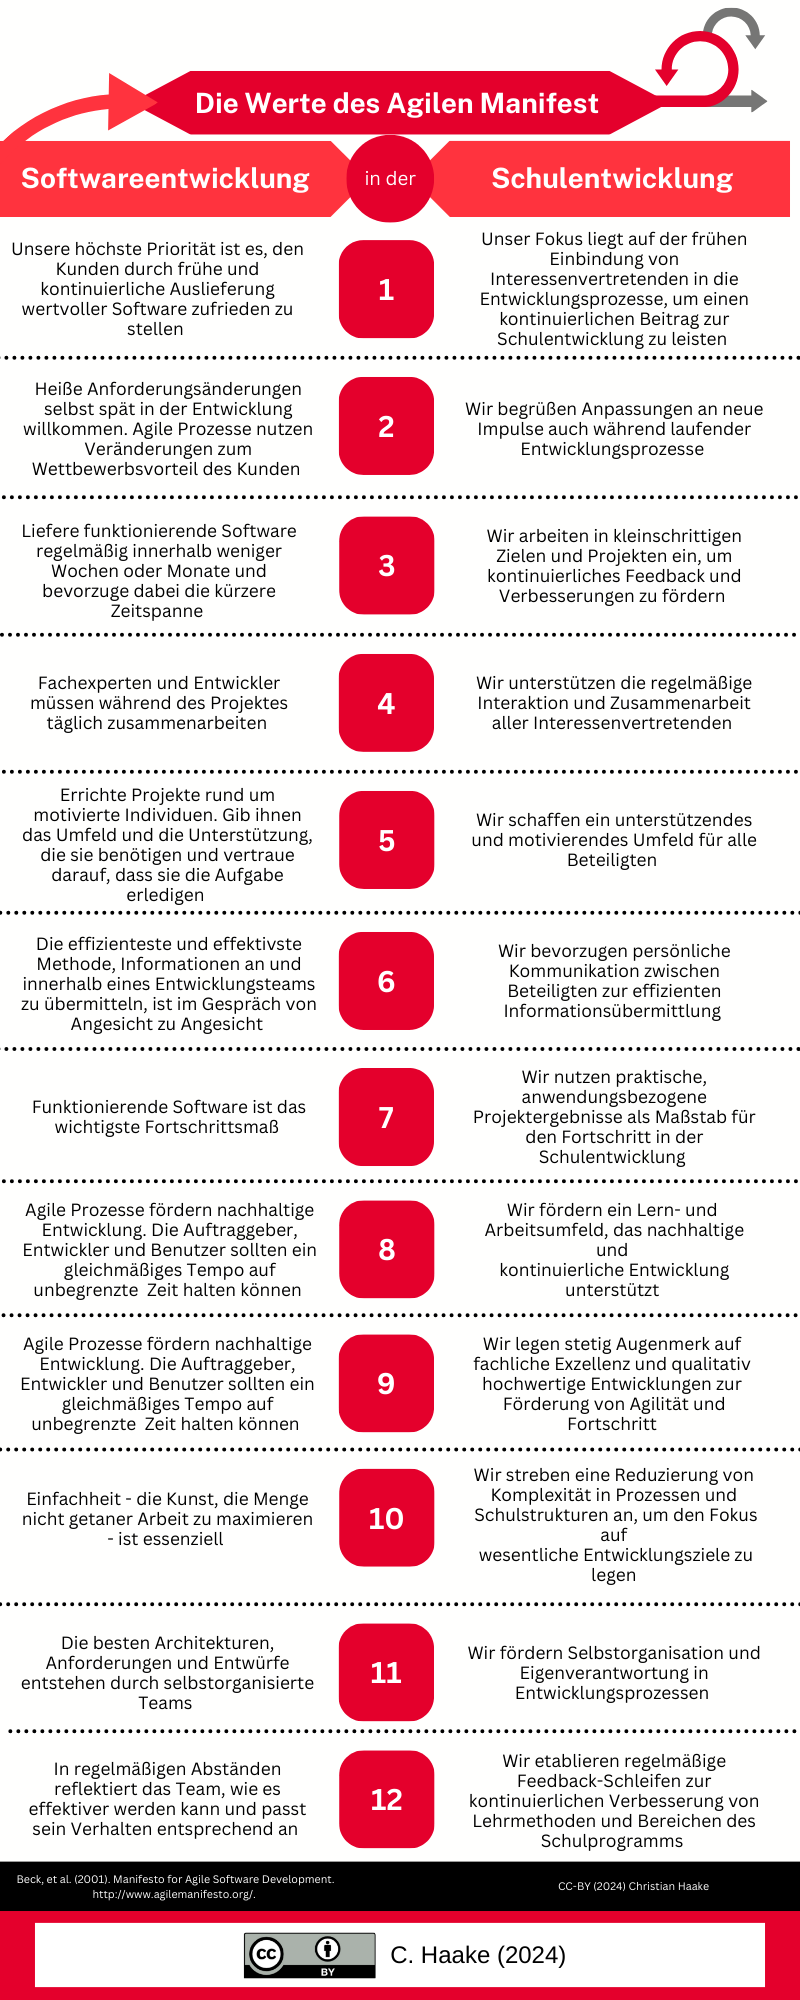 Die Werte des Agilen Manifest
Softwareentwicklung
in der
Schulentwicklung
Unsere höchste Priorität ist es, den
Kunden durch frühe und
kontinuierliche Auslieferung
wertvoller Software zufrieden zu
stellen
1
Unser Fokus liegt auf der frühen
Einbindung von
Interessenvertretenden in die
Entwicklungsprozesse, um einen
kontinuierlichen Beitrag zur
Schulentwicklung zu leisten
Heiße Anforderungsänderungen
selbst spät in der Entwicklung
willkommen. Agile Prozesse nutzen
Veränderungen zum
Wettbewerbsvorteil des Kunden
2
Wir begrüßen Anpassungen an neue
Impulse auch während laufender
Entwicklungsprozesse
Liefere funktionierende Software
regelmäßig innerhalb weniger
Wochen oder Monate und
bevorzuge dabei die kürzere
Zeitspanne
3
Wir arbeiten in kleinschrittigen
Zielen und Projekten ein, um
kontinuierliches Feedback und
Verbesserungen zu fördern
Fachexperten und Entwickler
müssen während des Projektes
täglich zusammenarbeiten
4
Wir unterstützen die regelmäßige
Interaktion und Zusammenarbeit
aller Interessenvertretenden
Errichte Projekte rund um
motivierte Individuen. Gib ihnen
das Umfeld und die Unterstützung,
die sie benötigen und vertraue
darauf, dass sie die Aufgabe
erledigen
5
Wir schaffen ein unterstützendes
und motivierendes Umfeld für alle
Beteiligten
Die effizienteste und effektivste
Methode, Informationen an und
innerhalb eines Entwicklungsteams
zu übermitteln, ist im Gespräch von
Angesicht zu Angesicht
6
Wir bevorzugen persönliche
Kommunikation zwischen
Beteiligten zur effizienten
Informationsübermittlung
Funktionierende Software ist das
wichtigste Fortschrittsmaß
7
Wir nutzen praktische,
anwendungsbezogene
Projektergebnisse als Maßstab für
den Fortschritt in der
Schulentwicklung
Agile Prozesse fördern nachhaltige
Entwicklung. Die Auftraggeber,
Entwickler und Benutzer sollten ein
gleichmäßiges Tempo auf
unbegrenzte Zeit halten können
8
Wir fördern ein Lern- und
Arbeitsumfeld, das nachhaltige
und
kontinuierliche Entwicklung
unterstützt
Agile Prozesse fördern nachhaltige
Entwicklung. Die Auftraggeber,
Entwickler und Benutzer sollten ein
gleichmäßiges Tempo auf
unbegrenzte Zeit halten können
9
Wir legen stetig Augenmerk auf
fachliche Exzellenz und qualitativ
hochwertige Entwicklungen zur
Förderung von Agilität und
Fortschritt
Einfachheit - die Kunst, die Menge
nicht getaner Arbeit zu maximieren
- ist essenziell
10
Wir streben eine Reduzierung von
Komplexität in Prozessen und
Schulstrukturen an, um den Fokus
auf
wesentliche Entwicklungsziele zu
legen
Die besten Architekturen,
Anforderungen und Entwürfe
entstehen durch selbstorganisierte
Teams
11
Wir fördern Selbstorganisation und
Eigenverantwortung in
Entwicklungsprozessen
In regelmäßigen Abständen
reflektiert das Team, wie es
effektiver werden kann und passt
sein Verhalten entsprechend an
12
Wir etablieren regelmäßige
Feedback-Schleifen zur
kontinuierlichen Verbesserung von
Lehrmethoden und Bereichen des
Schulprogramms
Beck, et al. (2001). Manifesto for Agile Software Development.
http://www.agilemanifesto.org/.
CC-BY (2024) Christian Haake
cc
BY
C. Haake (2024)